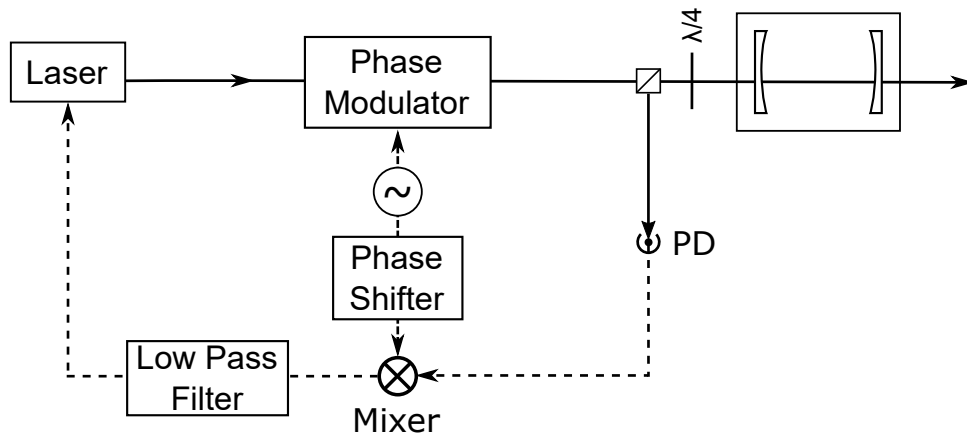 Laser
Phase
Modulator
λ/4
~
Phase
Shifter
PD
Low Pass
Filter
Mixer